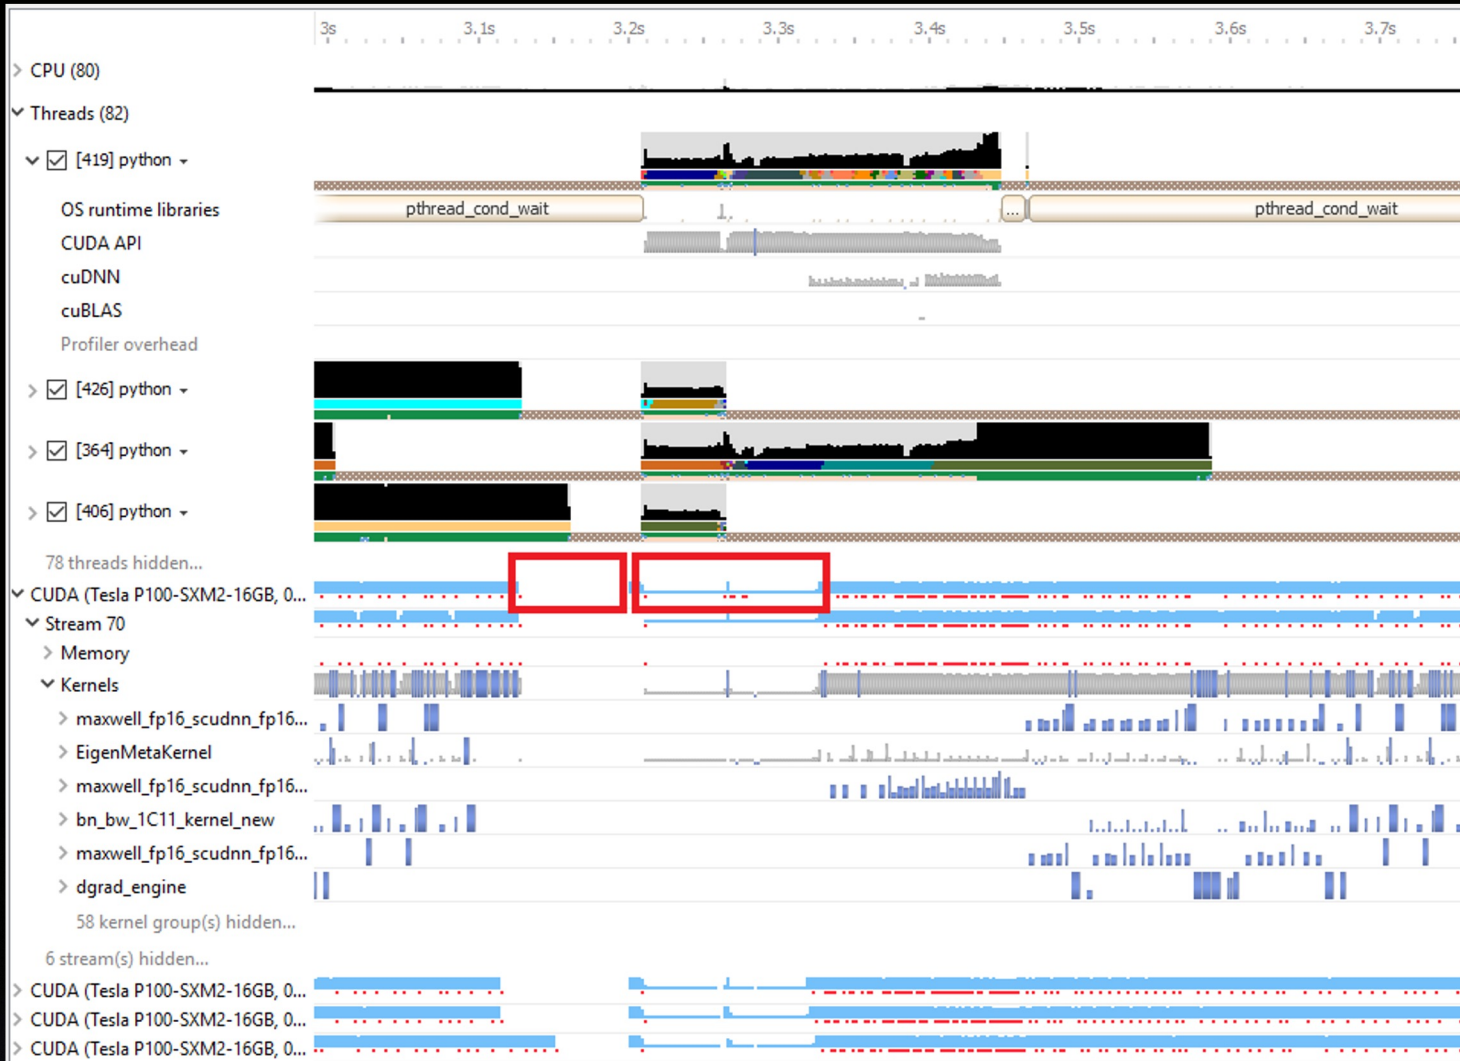 3s 3.1s 3.2s 3.3s 3.4s 3.5s 3.6s 3.7s
CPU (80)
Threads (82)
[419] python
OS runtime libraries pthread_cond_wait ... pthread_cond_wait
CUDA API
cuDNN
cuBLAS
Profiler overhead
[426] python
[364] python
[406] python
78 threads hidden...
CUDA (Tesla P100-SXM2-16GB, 0...
Stream 70
Memory
Kernels
maxwell_fp16_scudnn_fp16...
EigenMetaKernel
maxwell_fp16_scudnn_fp16...
bn_bw_1C11_kernel_new
maxwell_fp16_scudnn_fp16...
dgrad_engine
58 kernel group(s) hidden...
6 stream(s) hidden...
CUDA (Tesla P100-SXM2-16GB, 0...
CUDA (Tesla P100-SXM2-16GB, 0...
CUDA (Tesla P100-SXM2-16GB, 0...